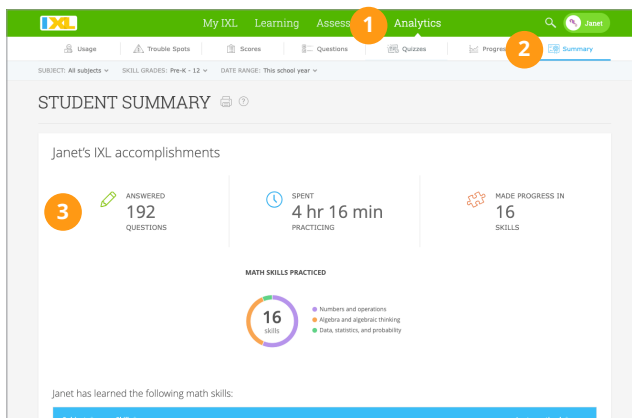 IXL
My IXL Learning Assess 1 Analytics Janet
Usage Trouble Spots Scores Questions Quizzes Progre 2 Summary
SUBJECT: All subjects SKILL GRADES: Pre-K - 12 DATE RANGE: This school year
STUDENT SUMMARY ?
Janet's IXL accomplishments
3
ANSWERED
192
QUESTIONS
SPENT
4 hr 16 min
PRACTICING
MADE PROGRESS IN
16
SKILLS
MATH SKILLS PRACTICED
16
skills
Numbers and operations
Algebra and algebraic thinking
Data, statistics, and probability
Janet has learned the following math skills: